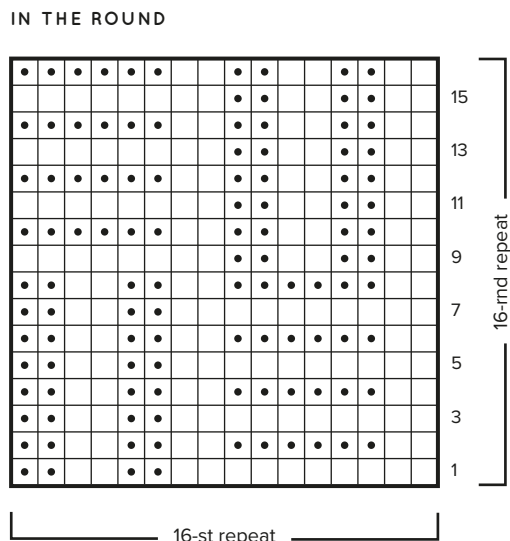 IN THE ROUND
15
13
11
9
7
5
3
1
16-rnd repeat
16-st repeat